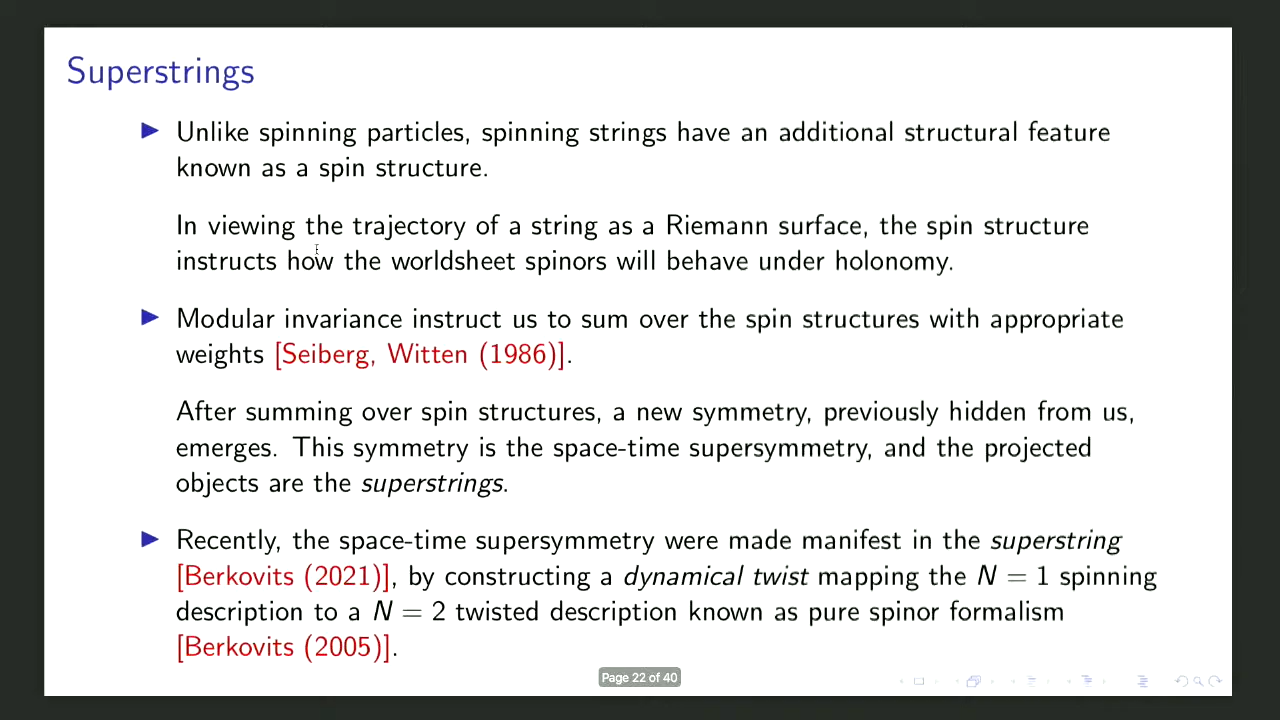 Superstrings
Unlike spinning particles, spinning strings have an additional structural feature
known as a spin structure.
In viewing the trajectory of a string as a Riemann surface, the spin structure
instructs how the worldsheet spinors will behave under holonomy.
Modular invariance instruct us to sum over the spin structures with appropriate
weights [Seiberg, Witten (1986)].
After summing over spin structures, a new symmetry, previously hidden from us,
emerges. This symmetry is the space-time supersymmetry, and the projected
objects are the superstrings.
Recently, the space-time supersymmetry were made manifest in the superstring
[Berkovits (2021)], by constructing a dynamical twist mapping the N = 1 spinning
description to a N = 2 twisted description known as pure spinor formalism
[Berkovits (2005)].
Page 22 of 40